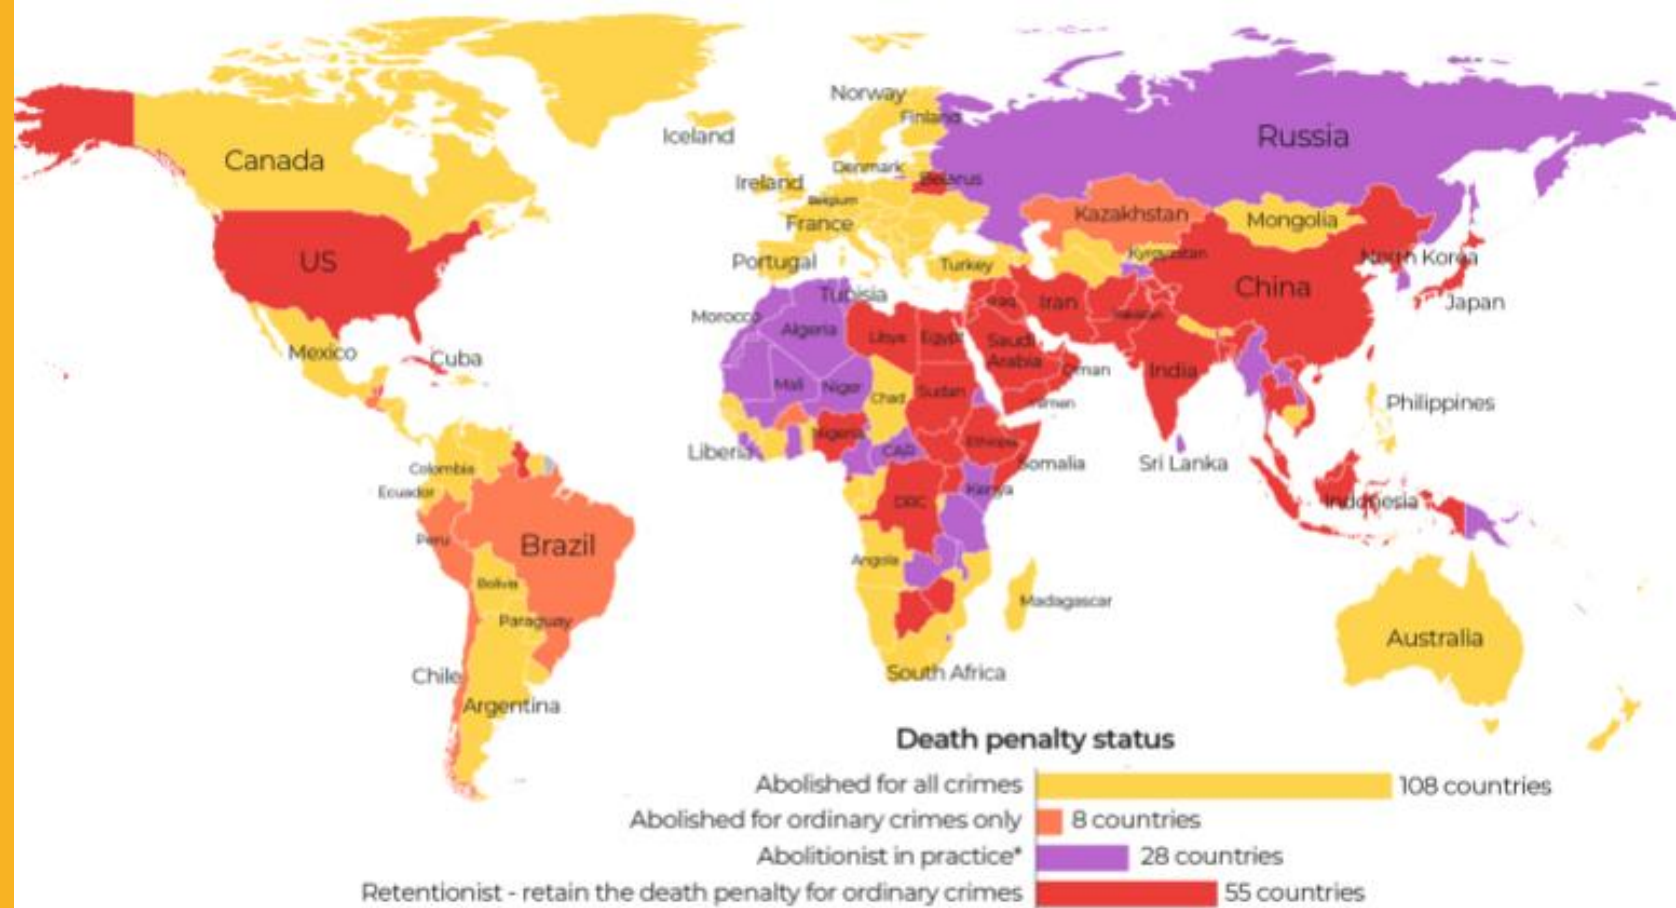 Norway
Finland
Iceland
Russia
Canada
Denmark
Ireland
Belarus
Belgium
Kazakhstan
Mongolia
France
Kyrgyzstan
North Korea
US
Portugal
Turkey
China
Tunisia
Iraq
Iran
Japan
Morocco
Algeria
Pakistan
Libya
Egypt
Saudi
Arabia
Mexico
Cuba
Oman
India
Mali
Niger
Chad
Sudan
Yemen
Philippines
Nigeria
Ethiopia
Liberia
CAR
Somalia
Sri Lanka
Colombia
Ecuador
Kenya
DRC
Indonesia
Peru
Brazil
Angola
Bolivia
Madagascar
Paraguay
Australia
Chile
South Africa
Argentina
Death penalty status
Abolished for all crimes 108 countries
Abolished for ordinary crimes only 8 countries
Abolitionist in practice* 28 countries
Retentionist - retain the death penalty for ordinary crimes 55 countries